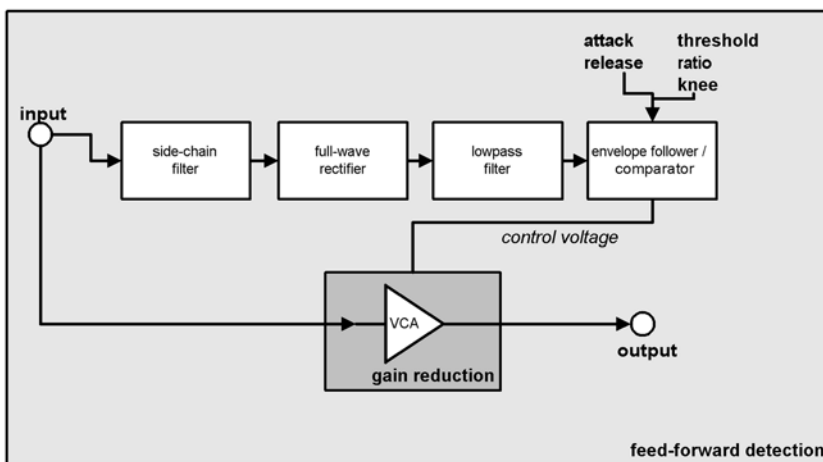 attack
release
threshold
ratio
knee
input
side-chain
filter
full-wave
rectifier
lowpass
filter
envelope follower /
comparator
control voltage
VCA
gain reduction
output
feed-forward detection